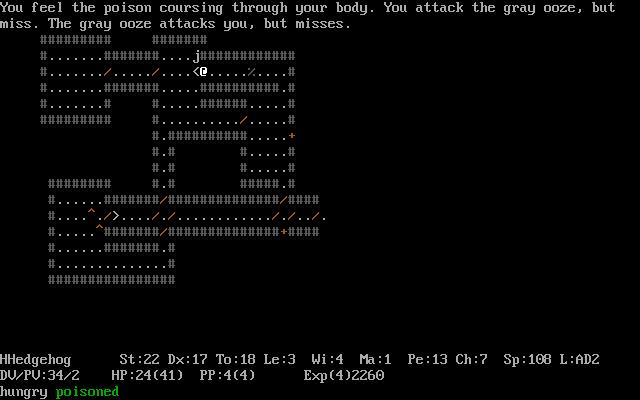 You feel the poison coursing through your body. You attack the gray ooze, but
miss. The gray ooze attacks you, but misses.
#########     #######
#.......#######....j############
#......./...../....<@......⁒....#
#.......#######.....##########.#
#.......#     #.....######.....#
#########     #........../.....#
#.##########.....+
#.#        #.....#
#.#        #.....#
########     #.#        #####.#
#......#######/##############/####
#....^./>..../././............/././.
#.....^#######/##############+####
#......#######.#
#..............#
################
HHedgehog      St:22  Dx:17  To:18  Le:3  Wi:4  Ma:1  Pe:13  Ch:7  Sp:108  L:AD2
DV/PV:34/2   HP:24(41)  PP:4(4)      Exp(4)2260
hungry poisoned